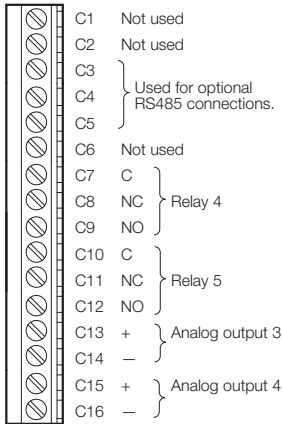 C1 Not used
C2 Not used
C3
C4 Used for optional
RS485 connections.
C5
C6 Not used
C7 C
C8 NC Relay 4
C9 NO
C10 C
C11 NC Relay 5
C12 NO
C13 + Analog output 3
C14 –
C15 + Analog output 4
C16 –